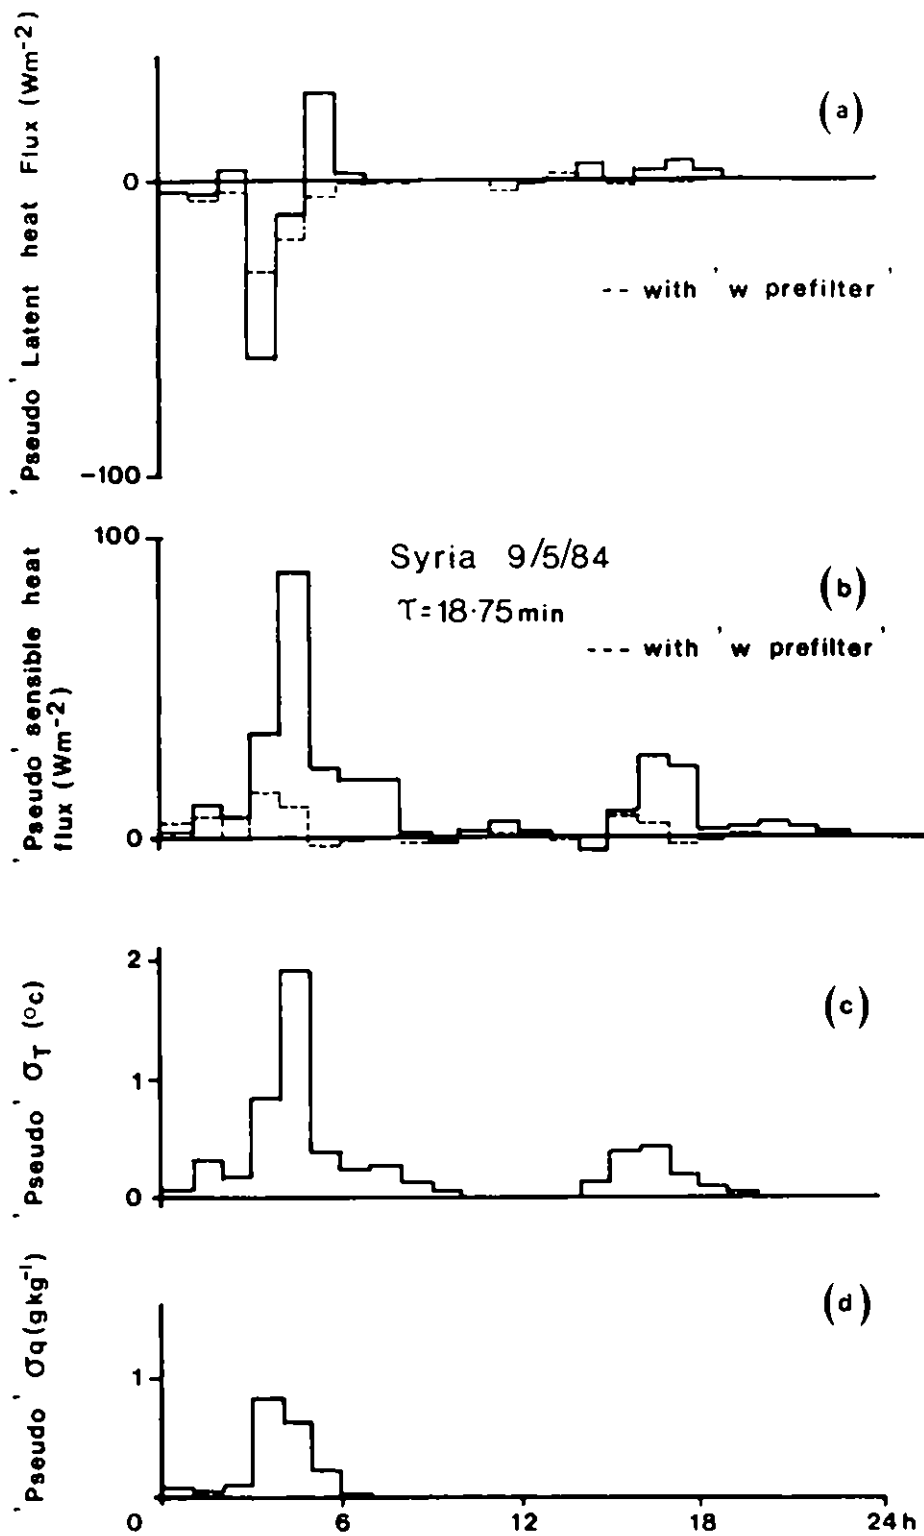 'Pseudo' Latent heat Flux (Wm⁻²)
(a)
0
-- with 'w prefilter'
-100
'Pseudo' sensible heat
flux (Wm⁻²)
100
Syria 9/5/84
τ=18·75min
(b)
--- with 'w prefilter'
0
'Pseudo' σT (°c)
2
(c)
1
0
'Pseudo' σq(gkg⁻¹)
(d)
1
0 6 12 18 24h